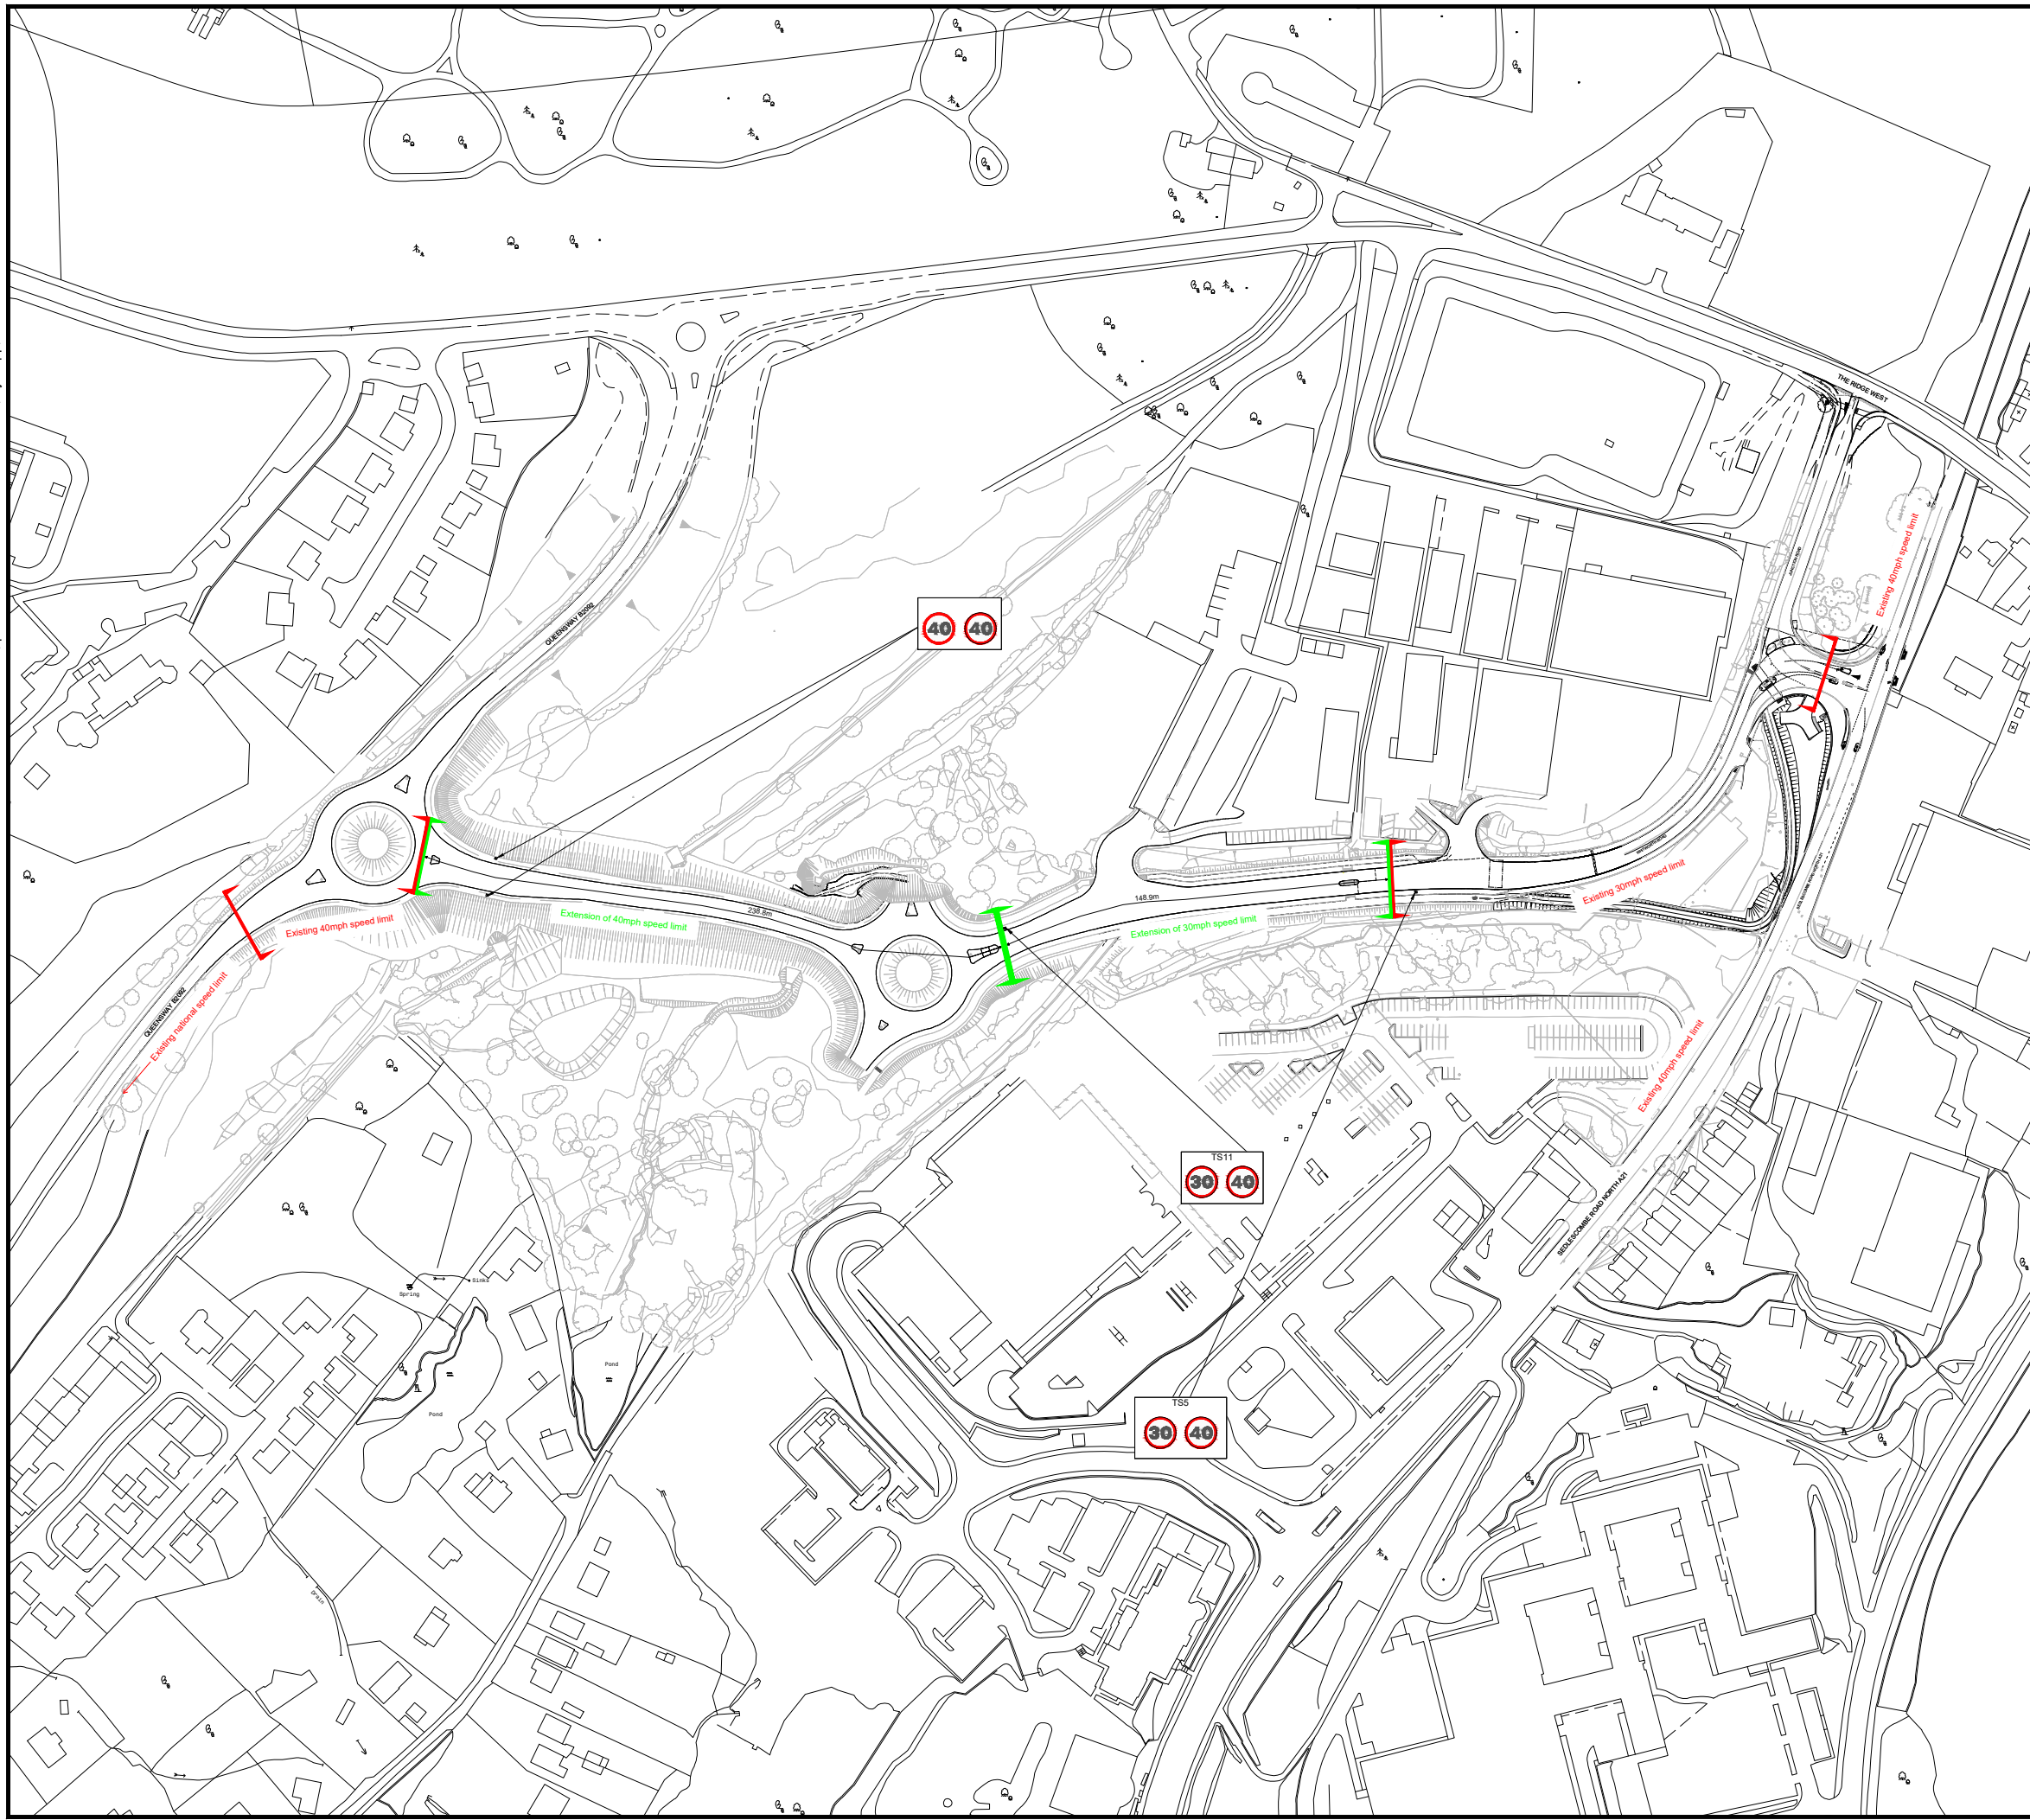 THE RIDGE WEST
Existing 40mph speed limit
QUEENSWAY B2092
40 40
238.8m
148.9m
Existing 30mph speed limit
Existing 40mph speed limit
Extension of 40mph speed limit
Extension of 30mph speed limit
QUEENSWAY B2092
Existing national speed limit
Existing 40mph speed limit
TS11
30 40
SEDLESCOMBE ROAD NORTH A21
Sinks
Spring
Pond
Pond
TS5
30 40
Drain